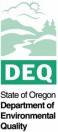 DEQ
State of Oregon
Department of
Environmental
Quality